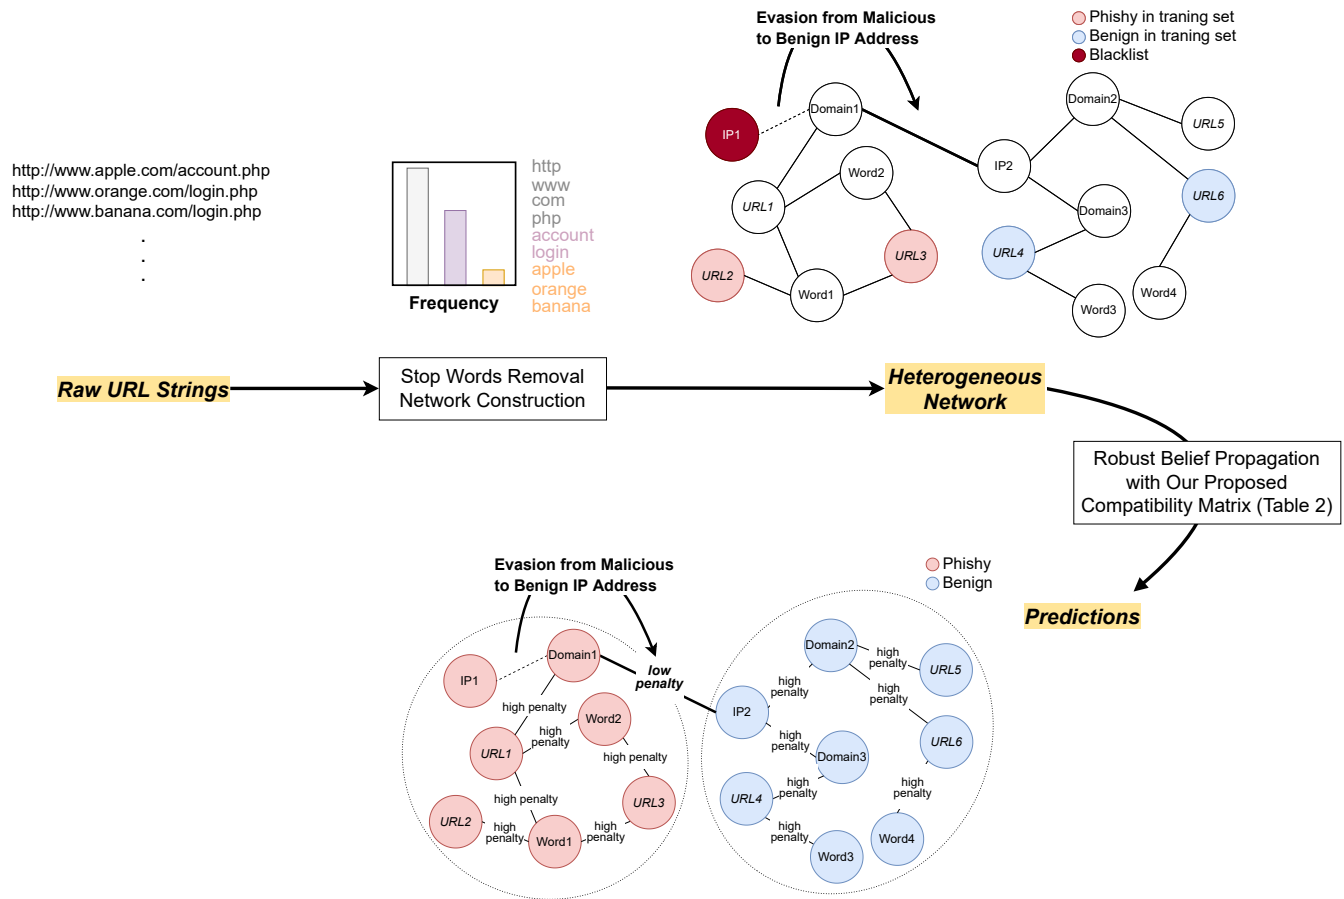 Evasion from Malicious
to Benign IP Address
Phishy in traning set
Benign in traning set
Blacklist
IP1
Domain1
Domain2
URL5
IP2
Word2
URL1
URL6
Domain3
URL2
URL3
URL4
Word1
Word3
Word4
http://www.apple.com/account.php
http://www.orange.com/login.php
http://www.banana.com/login.php
.
.
.
Frequency
http
www
com
php
account
login
apple
orange
banana
Raw URL Strings
Stop Words Removal
Network Construction
Heterogeneous
Network
Robust Belief Propagation
with Our Proposed
Compatibility Matrix (Table 2)
Predictions
Evasion from Malicious
to Benign IP Address
Phishy
Benign
IP1
Domain1
low
penalty
high penalty
Word2
high
penalty
URL1
high penalty
high penalty
URL2
high
penalty
Word1
high
penalty
URL3
Domain2
high
penalty
URL5
high
penalty
high
penalty
IP2
URL6
high
penalty
Domain3
URL4
high
penalty
high
penalty
high
penalty
Word3
Word4